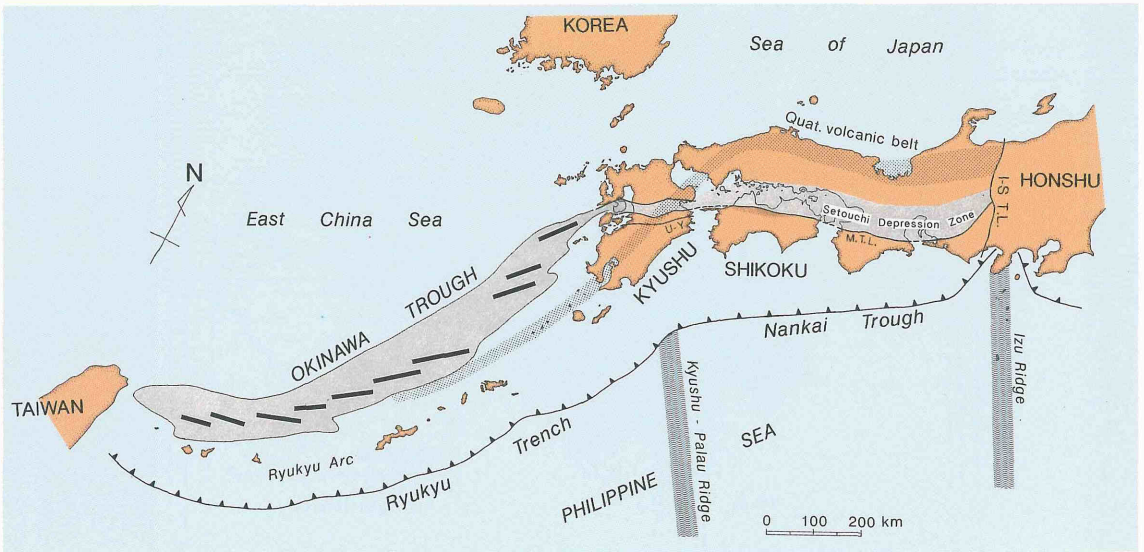 KOREA
Sea of Japan
Quat. volcanic belt
N
I-S T.L.
HONSHU
East China Sea
Setouchi Depression Zone
U-Y.
M.T.L.
KYUSHU
SHIKOKU
OKINAWA TROUGH
Nankai Trough
TAIWAN
Kyushu - Palau Ridge
Izu Ridge
Ryukyu Arc
Ryukyu Trench
PHILIPPINE SEA
0 100 200 km